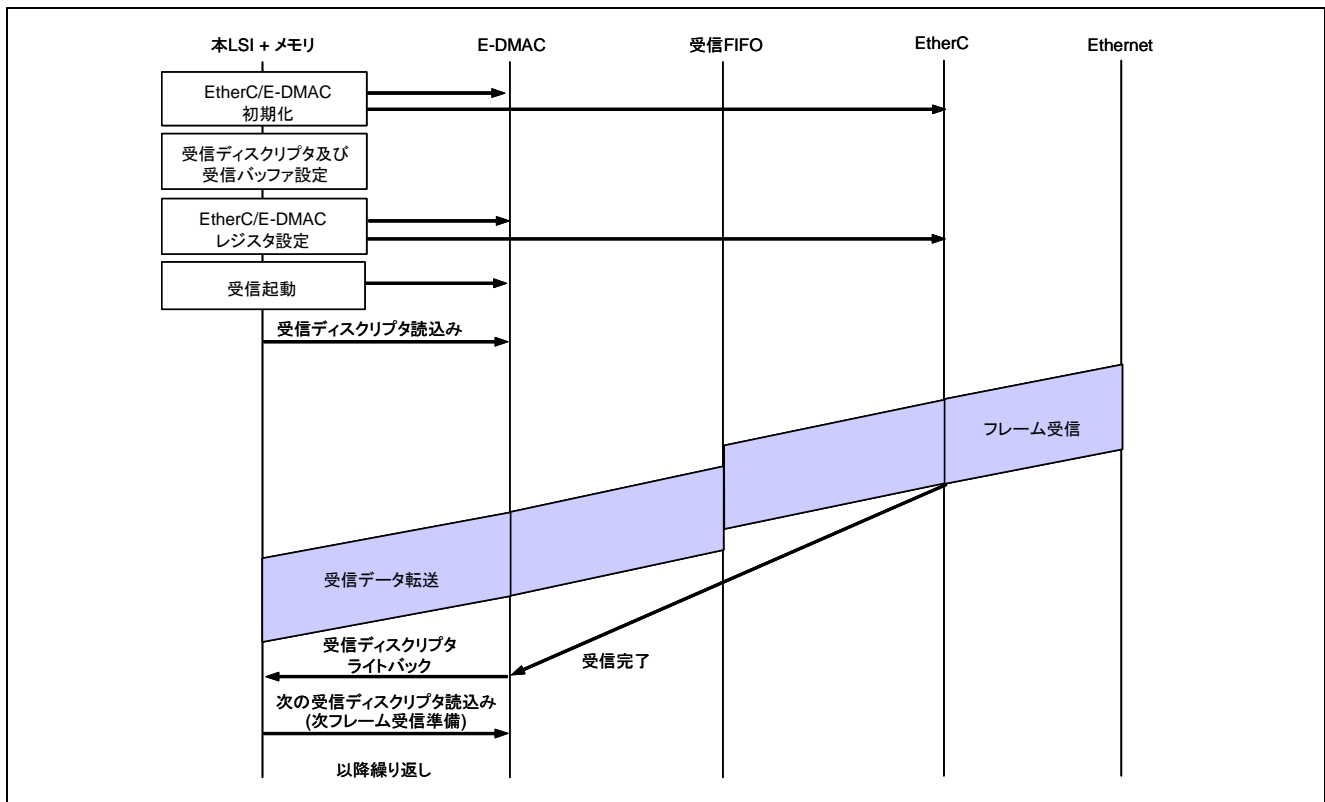 本LSI + メモリ
E-DMAC
受信FIFO
EtherC
Ethernet
EtherC/E-DMAC
初期化
受信ディスクリプタ及び
受信バッファ設定
EtherC/E-DMAC
レジスタ設定
受信起動
受信ディスクリプタ読込み
フレーム受信
受信データ転送
受信ディスクリプタ
ライトバック
受信完了
次の受信ディスクリプタ読込み
(次フレーム受信準備)
以降繰り返し